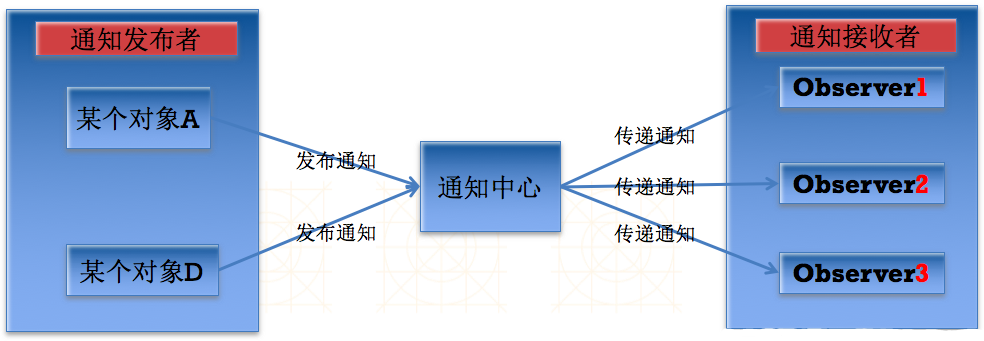 通知发布者
某个对象A
某个对象D
发布通知
发布通知
通知中心
传递通知
传递通知
传递通知
通知接收者
Observer1
Observer2
Observer3